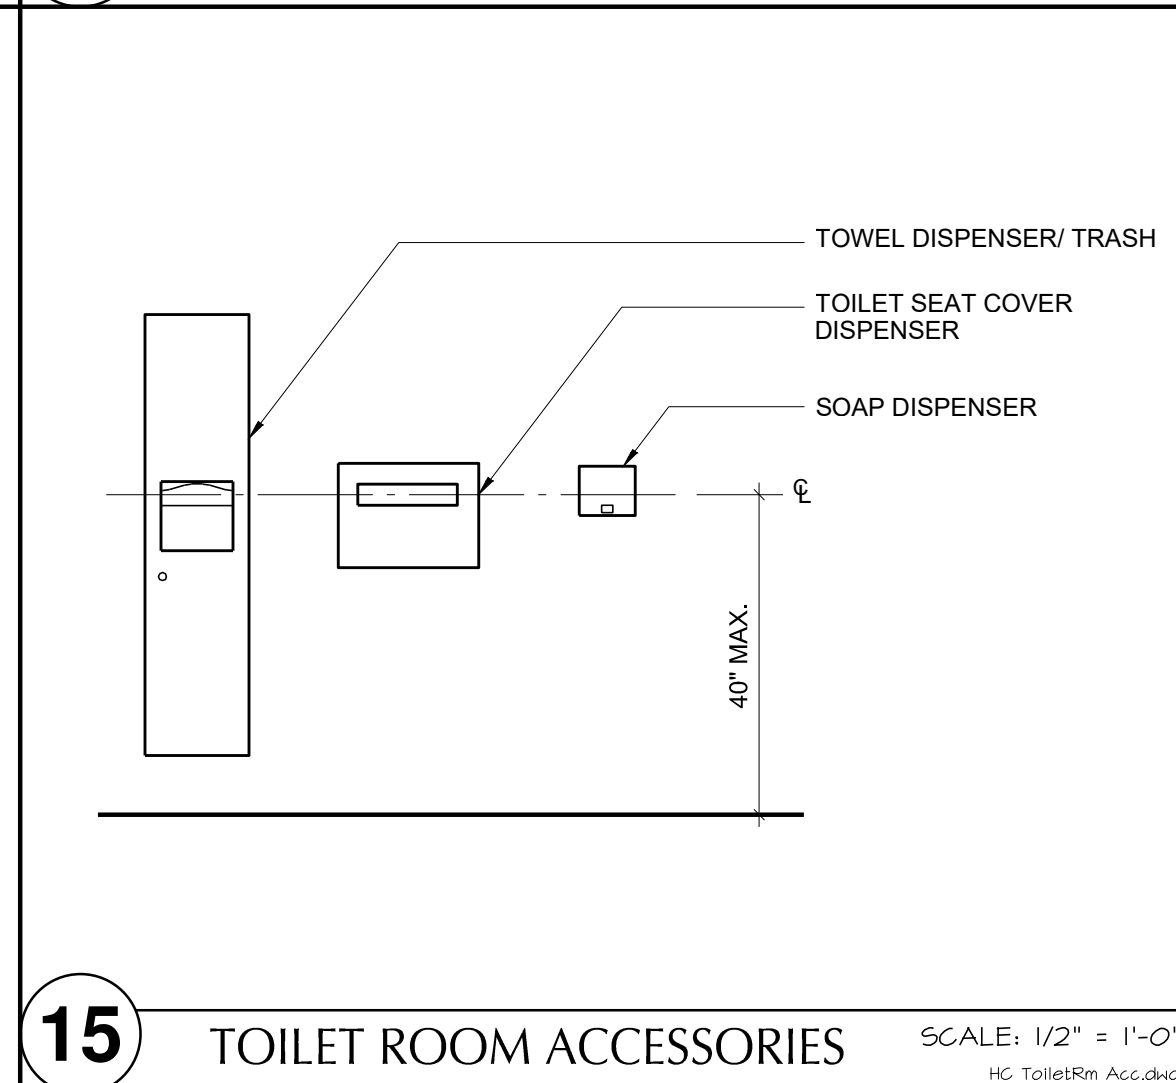 TOWEL DISPENSER/ TRASH
TOILET SEAT COVER
DISPENSER
SOAP DISPENSER
℄
40" MAX.
15
TOILET ROOM ACCESSORIES
SCALE: 1/2" = 1'-0"
HC ToiletRm Acc.dwg